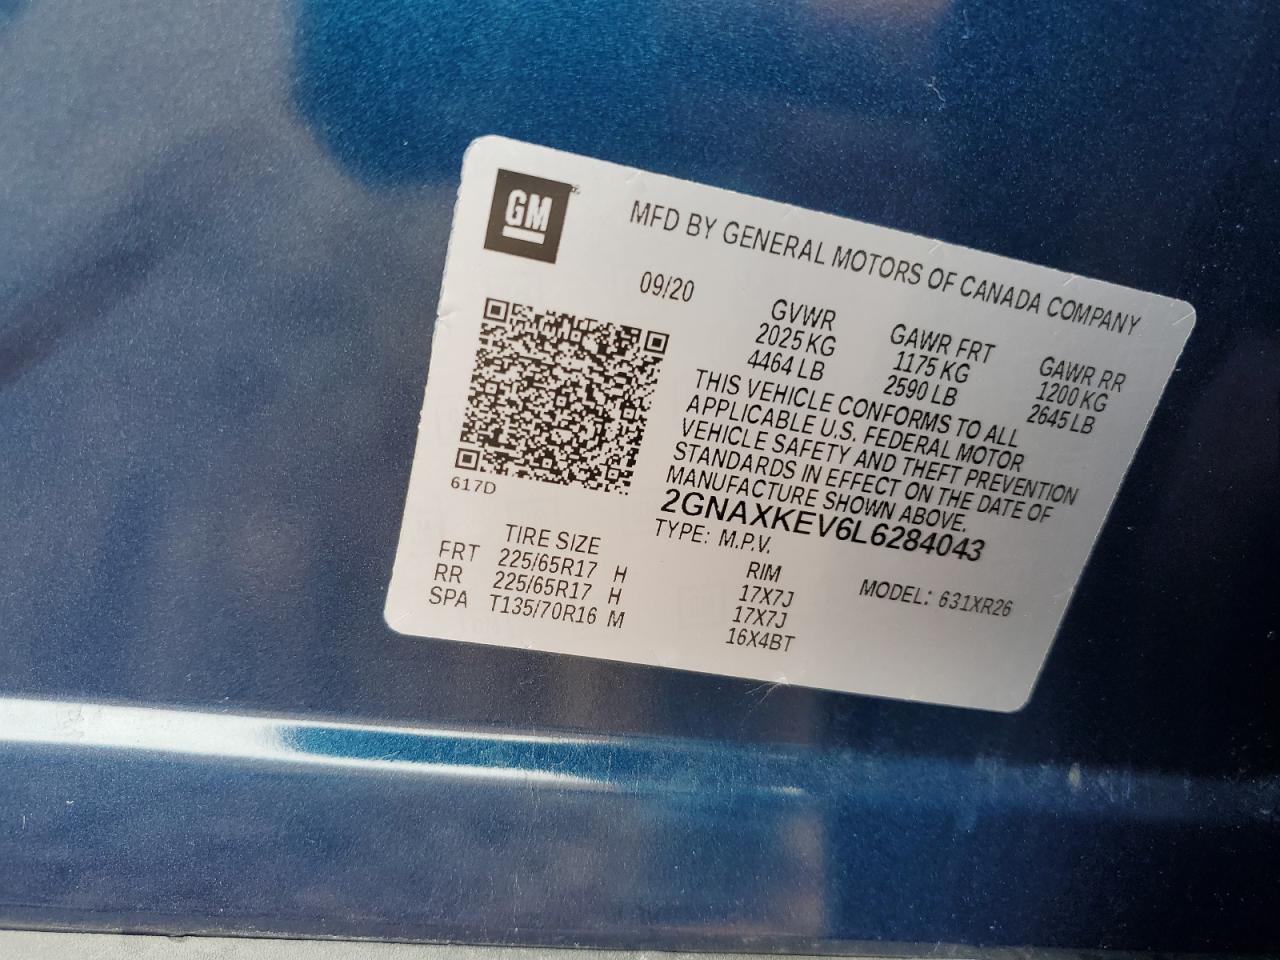 GM
MFD BY GENERAL MOTORS OF CANADA COMPANY
09/20
GVWR GAWR FRT GAWR RR
2025 KG 1175 KG 1200 KG
4464 LB 2590 LB 2645 LB
THIS VEHICLE CONFORMS TO ALL
APPLICABLE U.S. FEDERAL MOTOR
VEHICLE SAFETY AND THEFT PREVENTION
STANDARDS IN EFFECT ON THE DATE OF
MANUFACTURE SHOWN ABOVE.
617D
2GNAXKEV6L6284043
TYPE: M.P.V. MODEL: 631XR26
TIRE SIZE RIM
FRT 225/65R17 H 17X7J
RR 225/65R17 H 17X7J
SPA T135/70R16 M 16X4BT